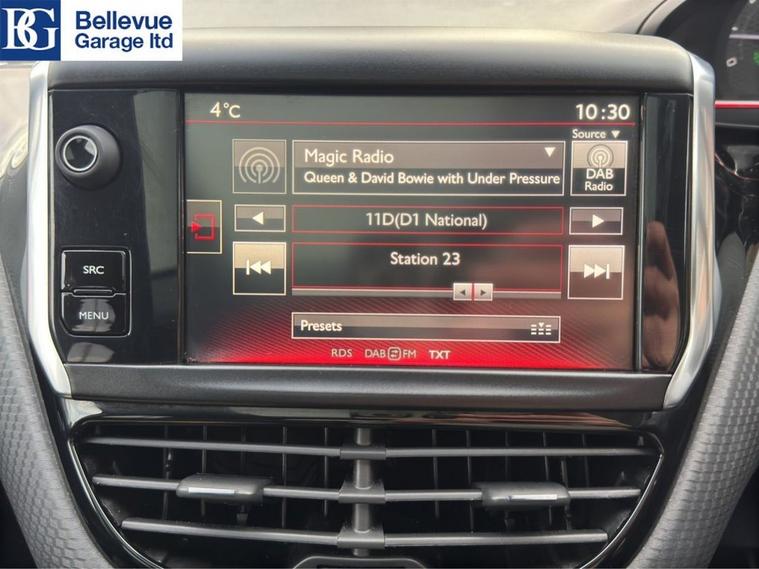 BG
Bellevue
Garage ltd
4°C
10:30
Source ▼
Magic Radio
Queen & David Bowie with Under Pressure
DAB
Radio
11D(D1 National)
Station 23
SRC
MENU
Presets
RDS DAB FM TXT